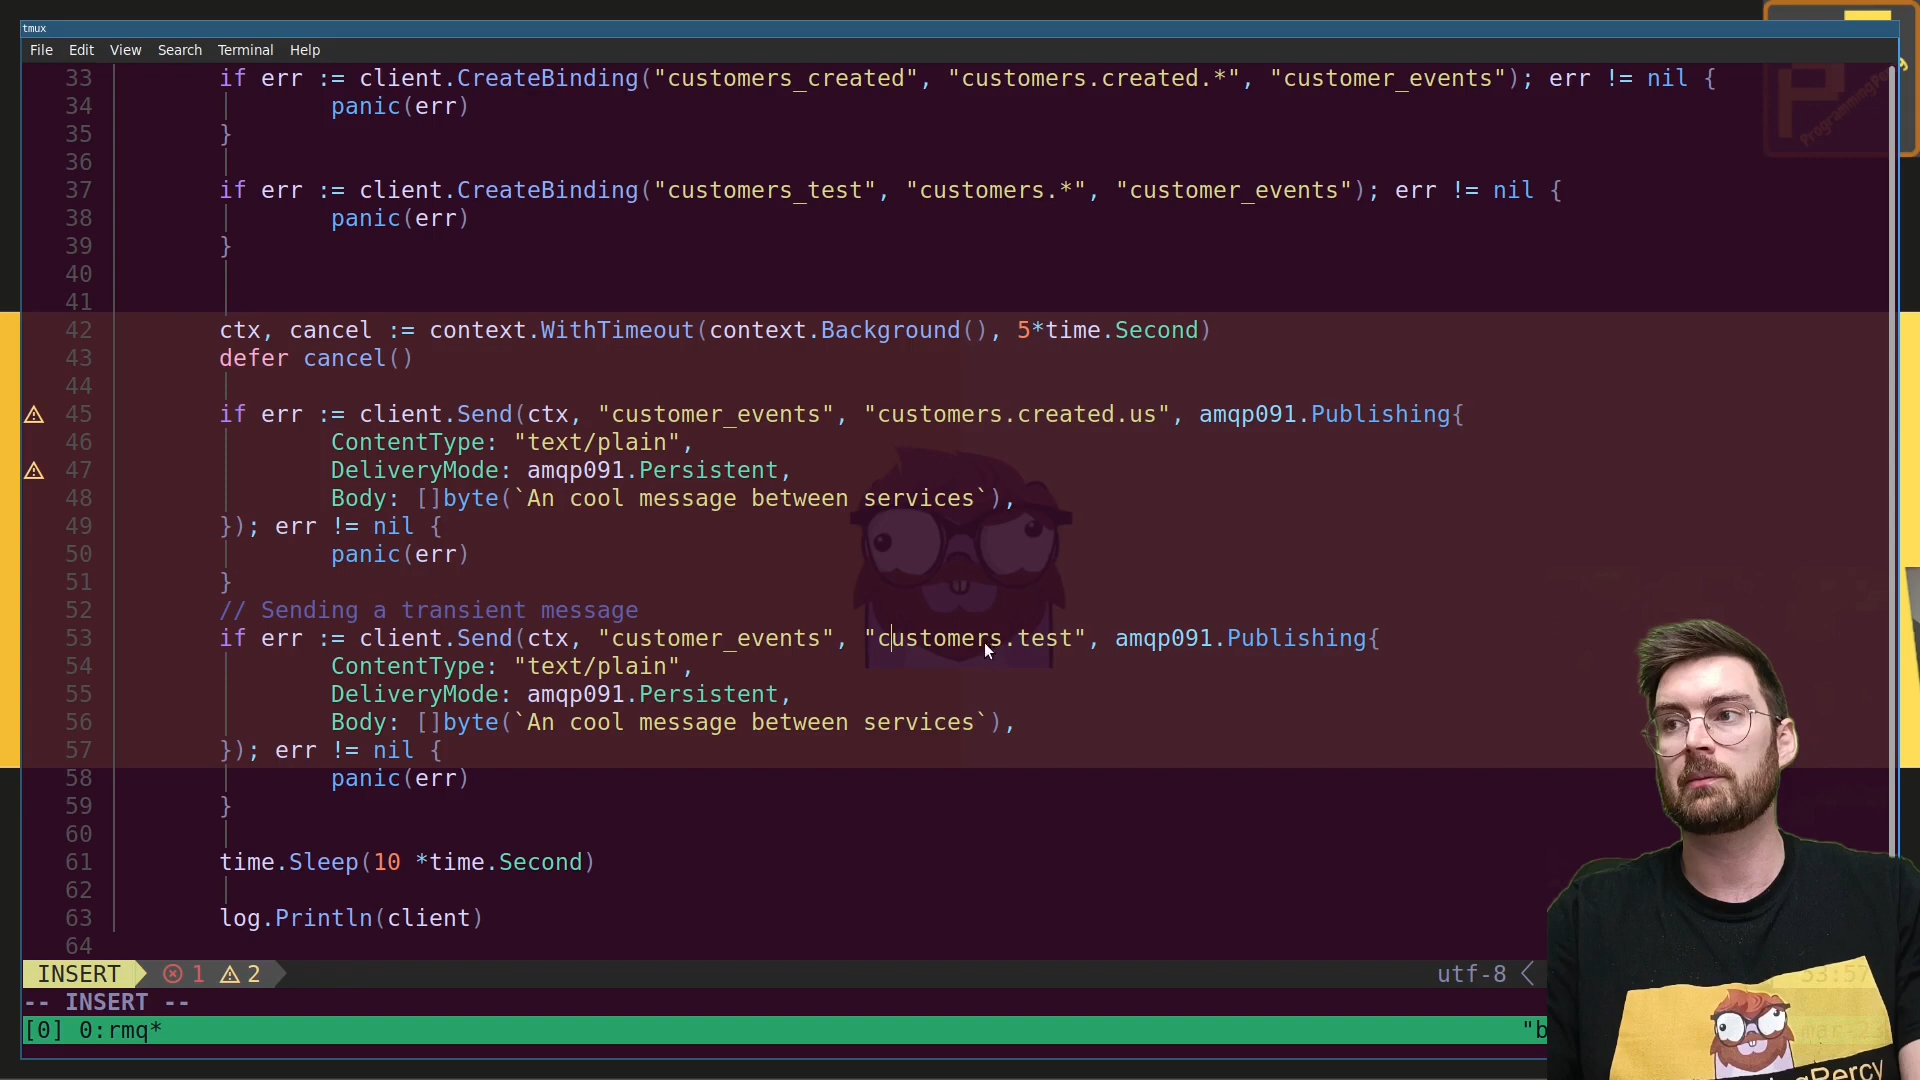 tmux
File Edit View Search Terminal Help
33 if err := client.CreateBinding("customers_created", "customers.created.*", "customer_events"); err != nil {
34 panic(err)
35 }
36
37 if err := client.CreateBinding("customers_test", "customers.*", "customer_events"); err != nil {
38 panic(err)
39 }
40
41
42 ctx, cancel := context.WithTimeout(context.Background(), 5*time.Second)
43 defer cancel()
44
45 if err := client.Send(ctx, "customer_events", "customers.created.us", amqp091.Publishing{
46 ContentType: "text/plain",
47 DeliveryMode: amqp091.Persistent,
48 Body: []byte(`An cool message between services`),
49 }); err != nil {
50 panic(err)
51 }
52 // Sending a transient message
53 if err := client.Send(ctx, "customer_events", "customers.test", amqp091.Publishing{
54 ContentType: "text/plain",
55 DeliveryMode: amqp091.Persistent,
56 Body: []byte(`An cool message between services`),
57 }); err != nil {
58 panic(err)
59 }
60
61 time.Sleep(10 *time.Second)
62
63 log.Println(client)
64
INSERT 1 2 utf-8 53:57
-- INSERT --
[0] 0:rmq* "b